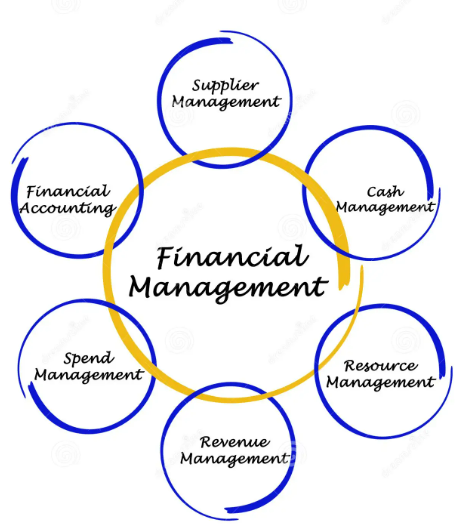 Supplier
Management
Financial
Accounting
Cash
Management
Financial
Management
Spend
Management
Resource
Management
Revenue
Management